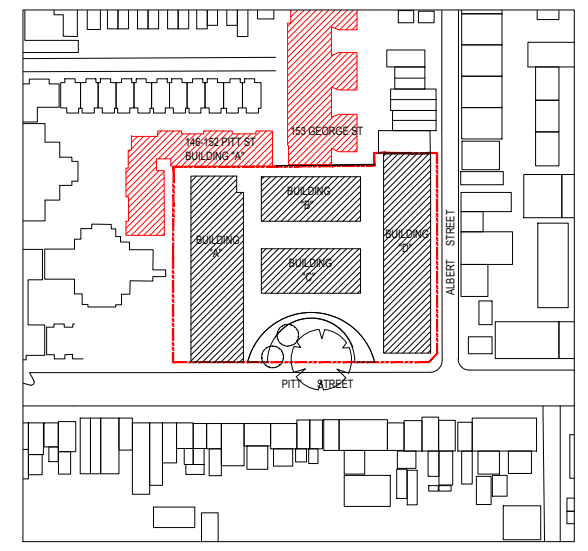 153 GEORGE ST
146-152 PITT ST
BUILDING "A"
BUILDING
"B"
BUILDING
"A"
BUILDING
"D"
BUILDING
"C"
ALBERT STREET
PITT STREET